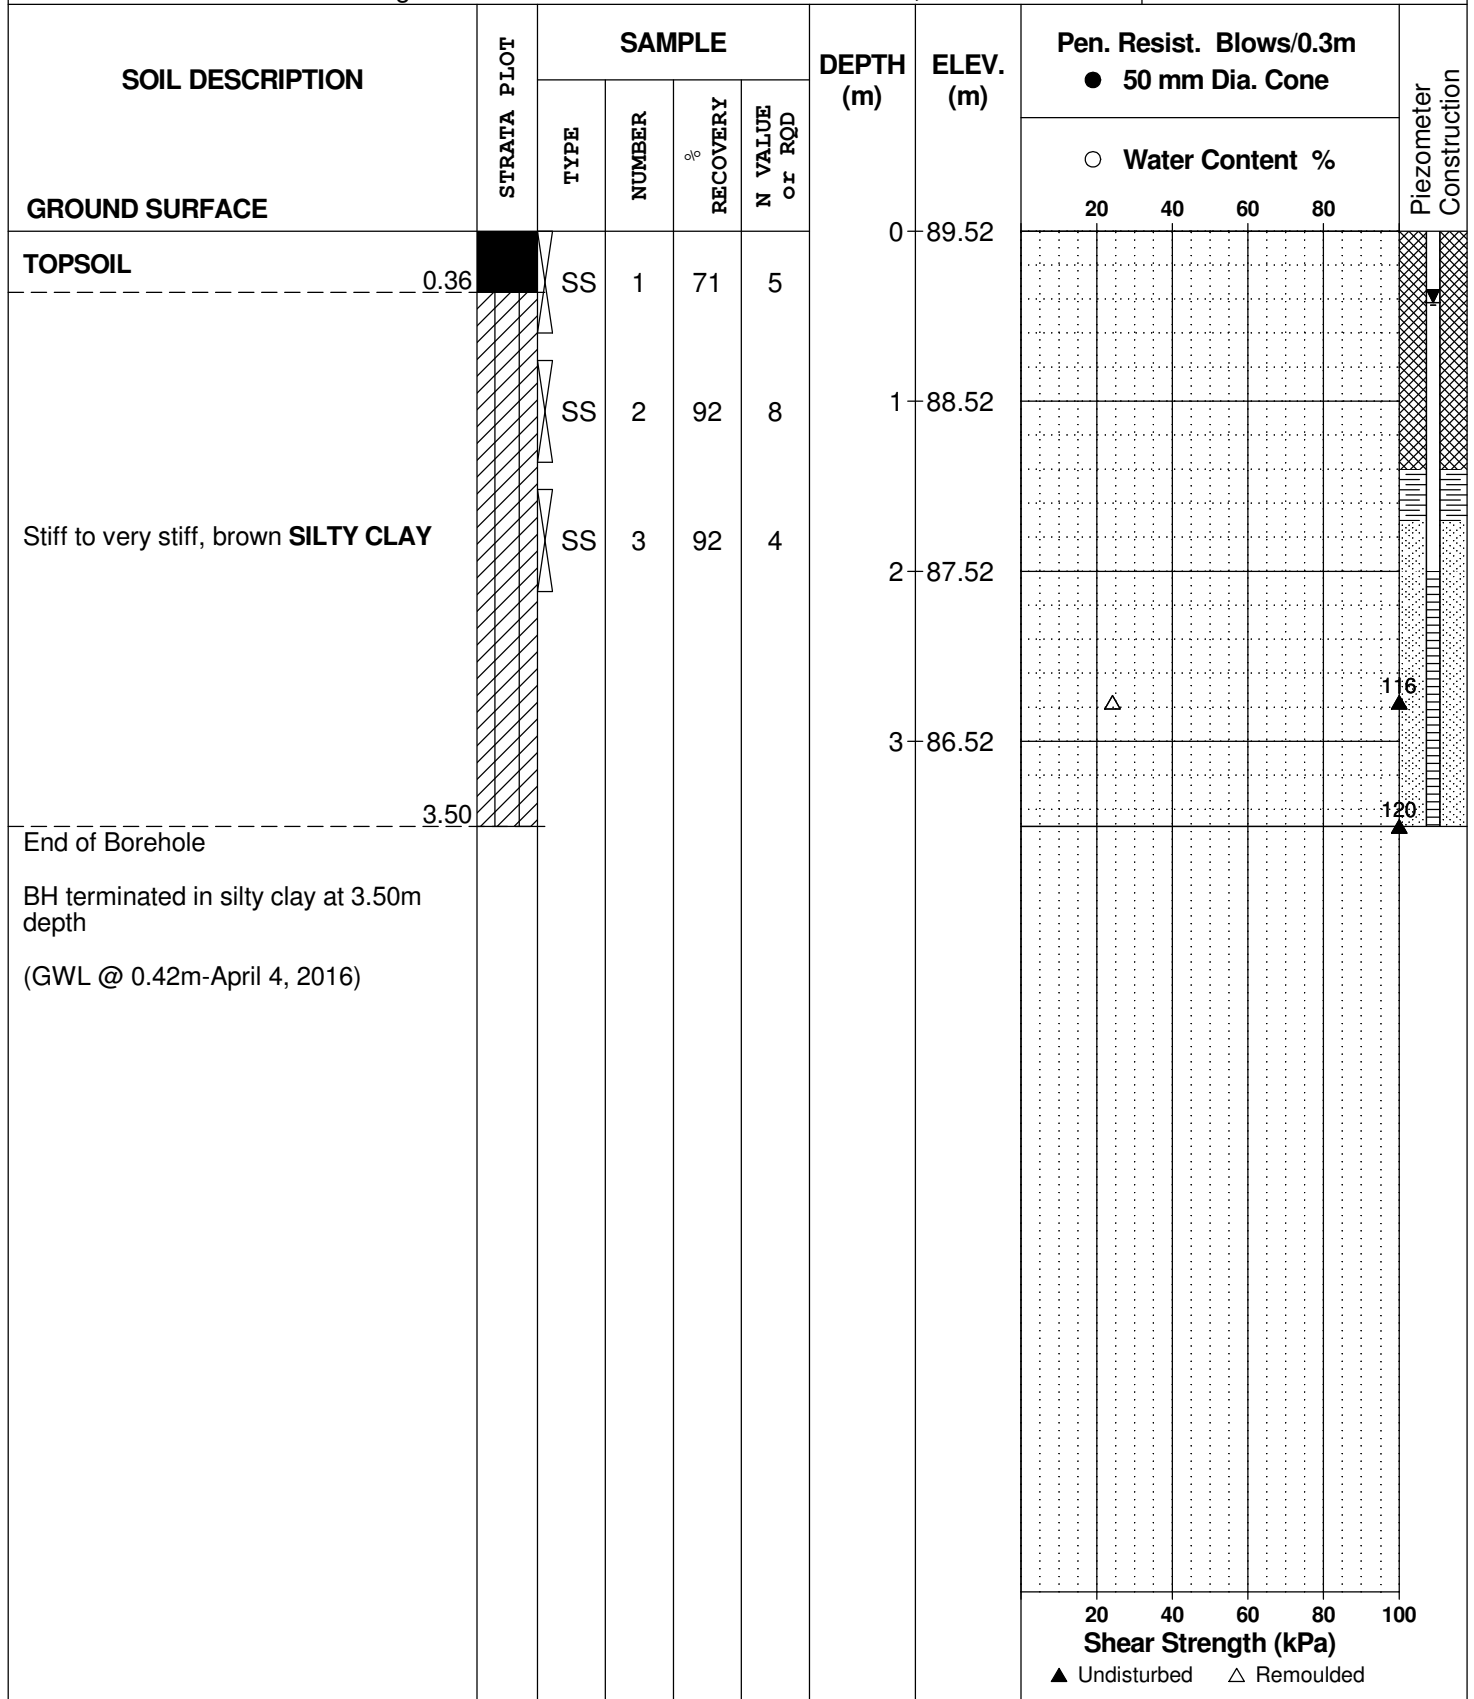 SOIL DESCRIPTION
GROUND SURFACE
STRATA PLOT
SAMPLE
TYPE
NUMBER
%
RECOVERY
N VALUE
or RQD
DEPTH
(m)
ELEV.
(m)
Pen. Resist. Blows/0.3m
● 50 mm Dia. Cone
○ Water Content %
20 40 60 80
Piezometer
Construction
0 89.52
TOPSOIL
0.36
SS 1 71 5
SS 2 92 8
1 88.52
Stiff to very stiff, brown SILTY CLAY
SS 3 92 4
2 87.52
116
3 86.52
3.50
120
End of Borehole
BH terminated in silty clay at 3.50m
depth
(GWL @ 0.42m-April 4, 2016)
20 40 60 80 100
Shear Strength (kPa)
▲ Undisturbed △ Remoulded